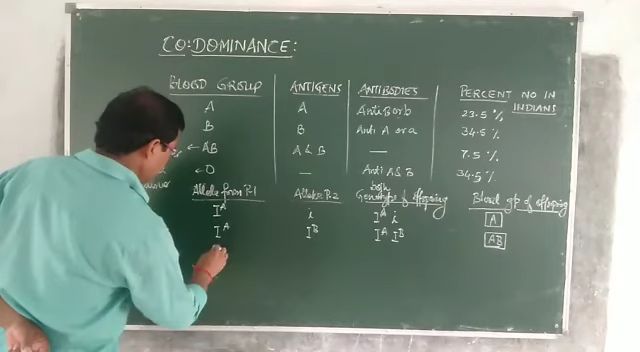 CO:DOMINANCE:
BLOOD GROUP ANTIGENS ANTIBODIES PERCENT NO IN INDIANS
A A Anti B or b 23.5 %
B B Anti A or a 34.5 %
← AB A & B — 7.5 %
← O — Anti A & B both 34.5 %
Allele from P-1 Allele P-2 Genotype of offspring Blood gp of offspring
I^A i I^A i A
I^A I^B I^A I^B AB